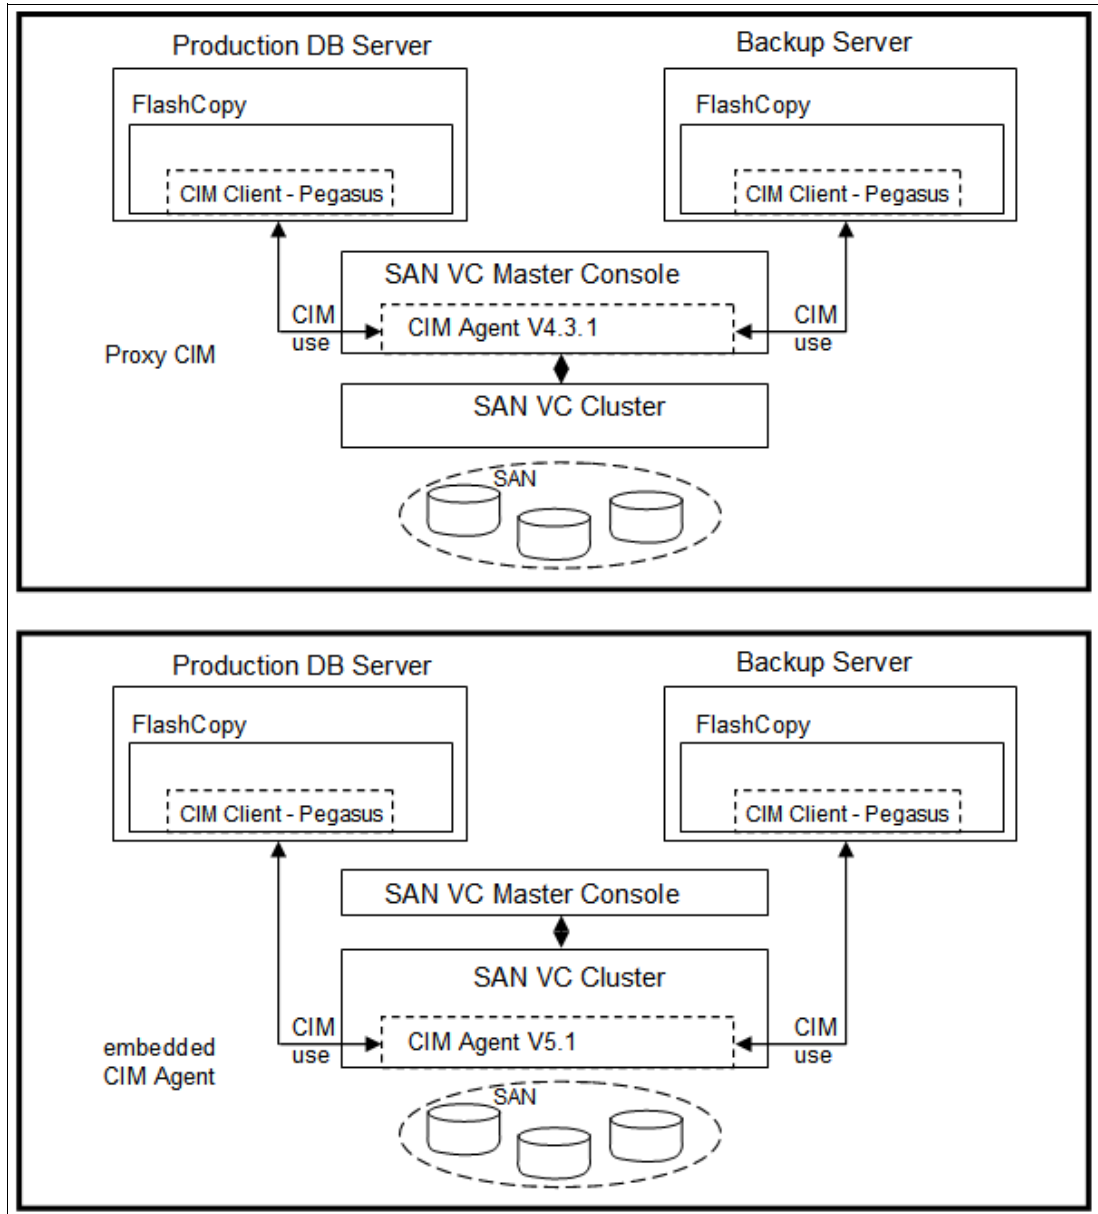 Production DB Server
Backup Server
FlashCopy
FlashCopy
CIM Client - Pegasus
CIM Client - Pegasus
SAN VC Master Console
CIM
use
CIM Agent V4.3.1
CIM
use
Proxy CIM
SAN VC Cluster
SAN
Production DB Server
Backup Server
FlashCopy
FlashCopy
CIM Client - Pegasus
CIM Client - Pegasus
SAN VC Master Console
SAN VC Cluster
CIM
use
CIM Agent V5.1
CIM
use
embedded
CIM Agent
SAN